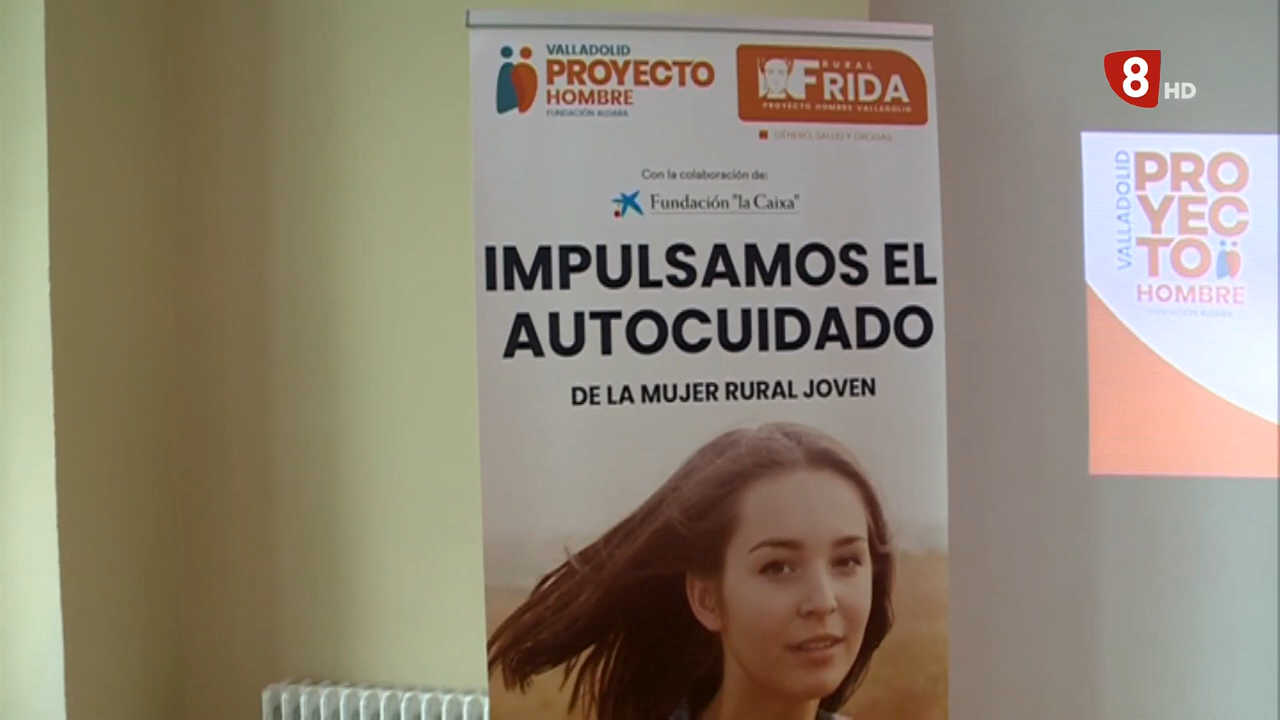 VALLADOLID
PROYECTO
HOMBRE
FUNDACIÓN ALDABA
RURAL
FRIDA
PROYECTO HOMBRE VALLADOLID
GÉNERO, SALUD Y DROGAS
Con la colaboración de:
Fundación "la Caixa"
IMPULSAMOS EL
AUTOCUIDADO
DE LA MUJER RURAL JOVEN
8 HD
VALLADOLID
PRO
YEC
TO
HOMBRE
FUNDACIÓN ALDABA